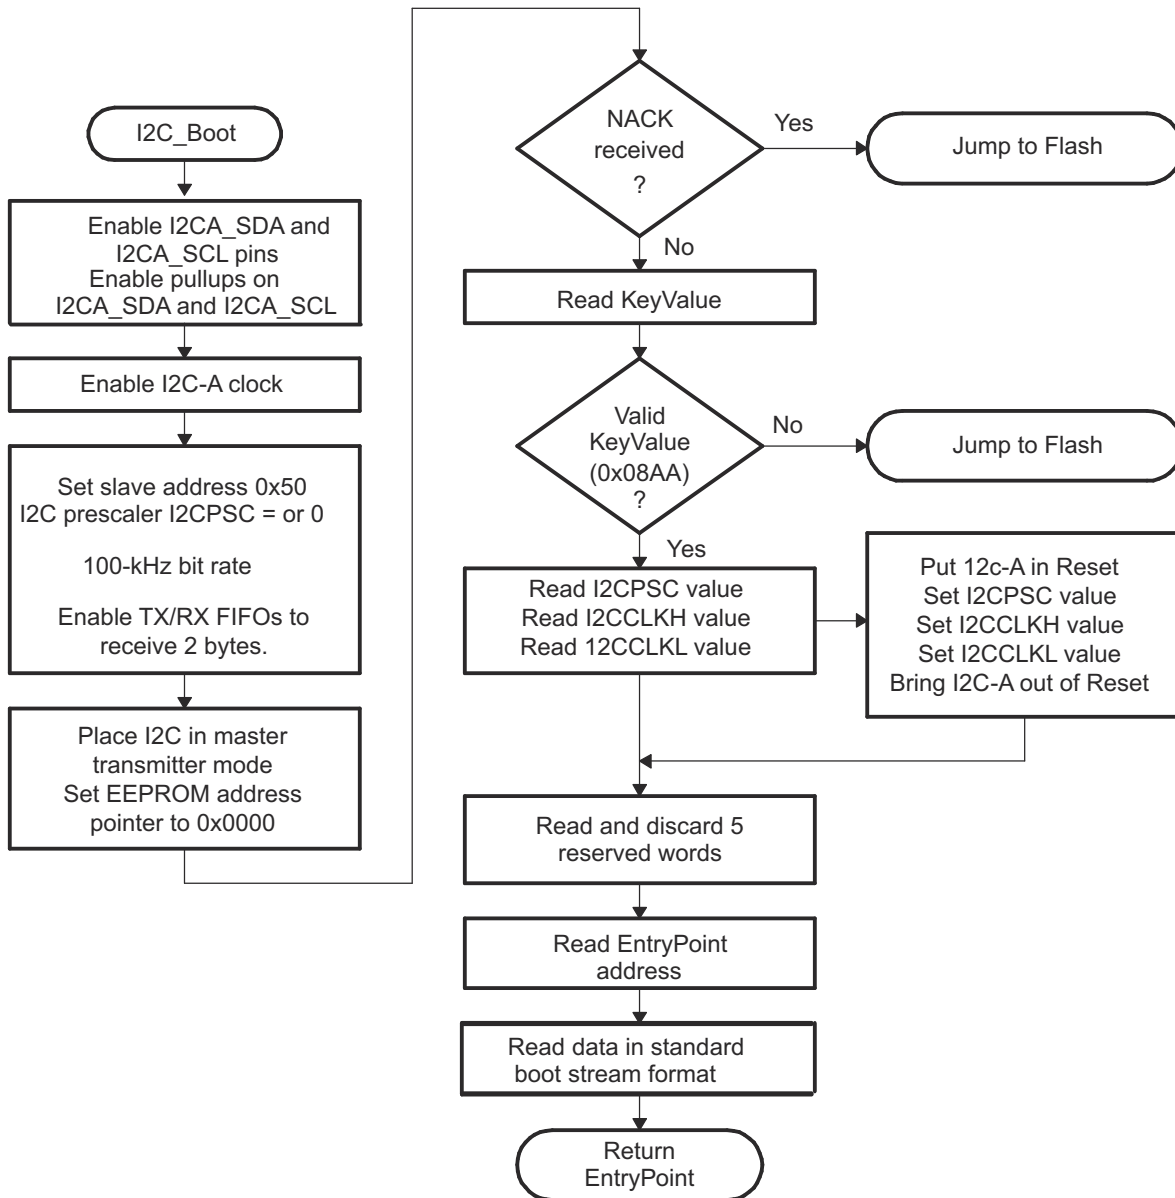 I2C_Boot
Enable I2CA_SDA and
I2CA_SCL pins
Enable pullups on
I2CA_SDA and I2CA_SCL
Enable I2C-A clock
Set slave address 0x50
I2C prescaler I2CPSC = or 0
100-kHz bit rate
Enable TX/RX FIFOs to
receive 2 bytes.
Place I2C in master
transmitter mode
Set EEPROM address
pointer to 0x0000
NACK
received
?
Yes
Jump to Flash
No
Read KeyValue
Valid
KeyValue
(0x08AA)
?
No
Jump to Flash
Yes
Read I2CPSC value
Read I2CCLKH value
Read 12CCLKL value
Put 12c-A in Reset
Set I2CPSC value
Set I2CCLKH value
Set I2CCLKL value
Bring I2C-A out of Reset
Read and discard 5
reserved words
Read EntryPoint
address
Read data in standard
boot stream format
Return
EntryPoint